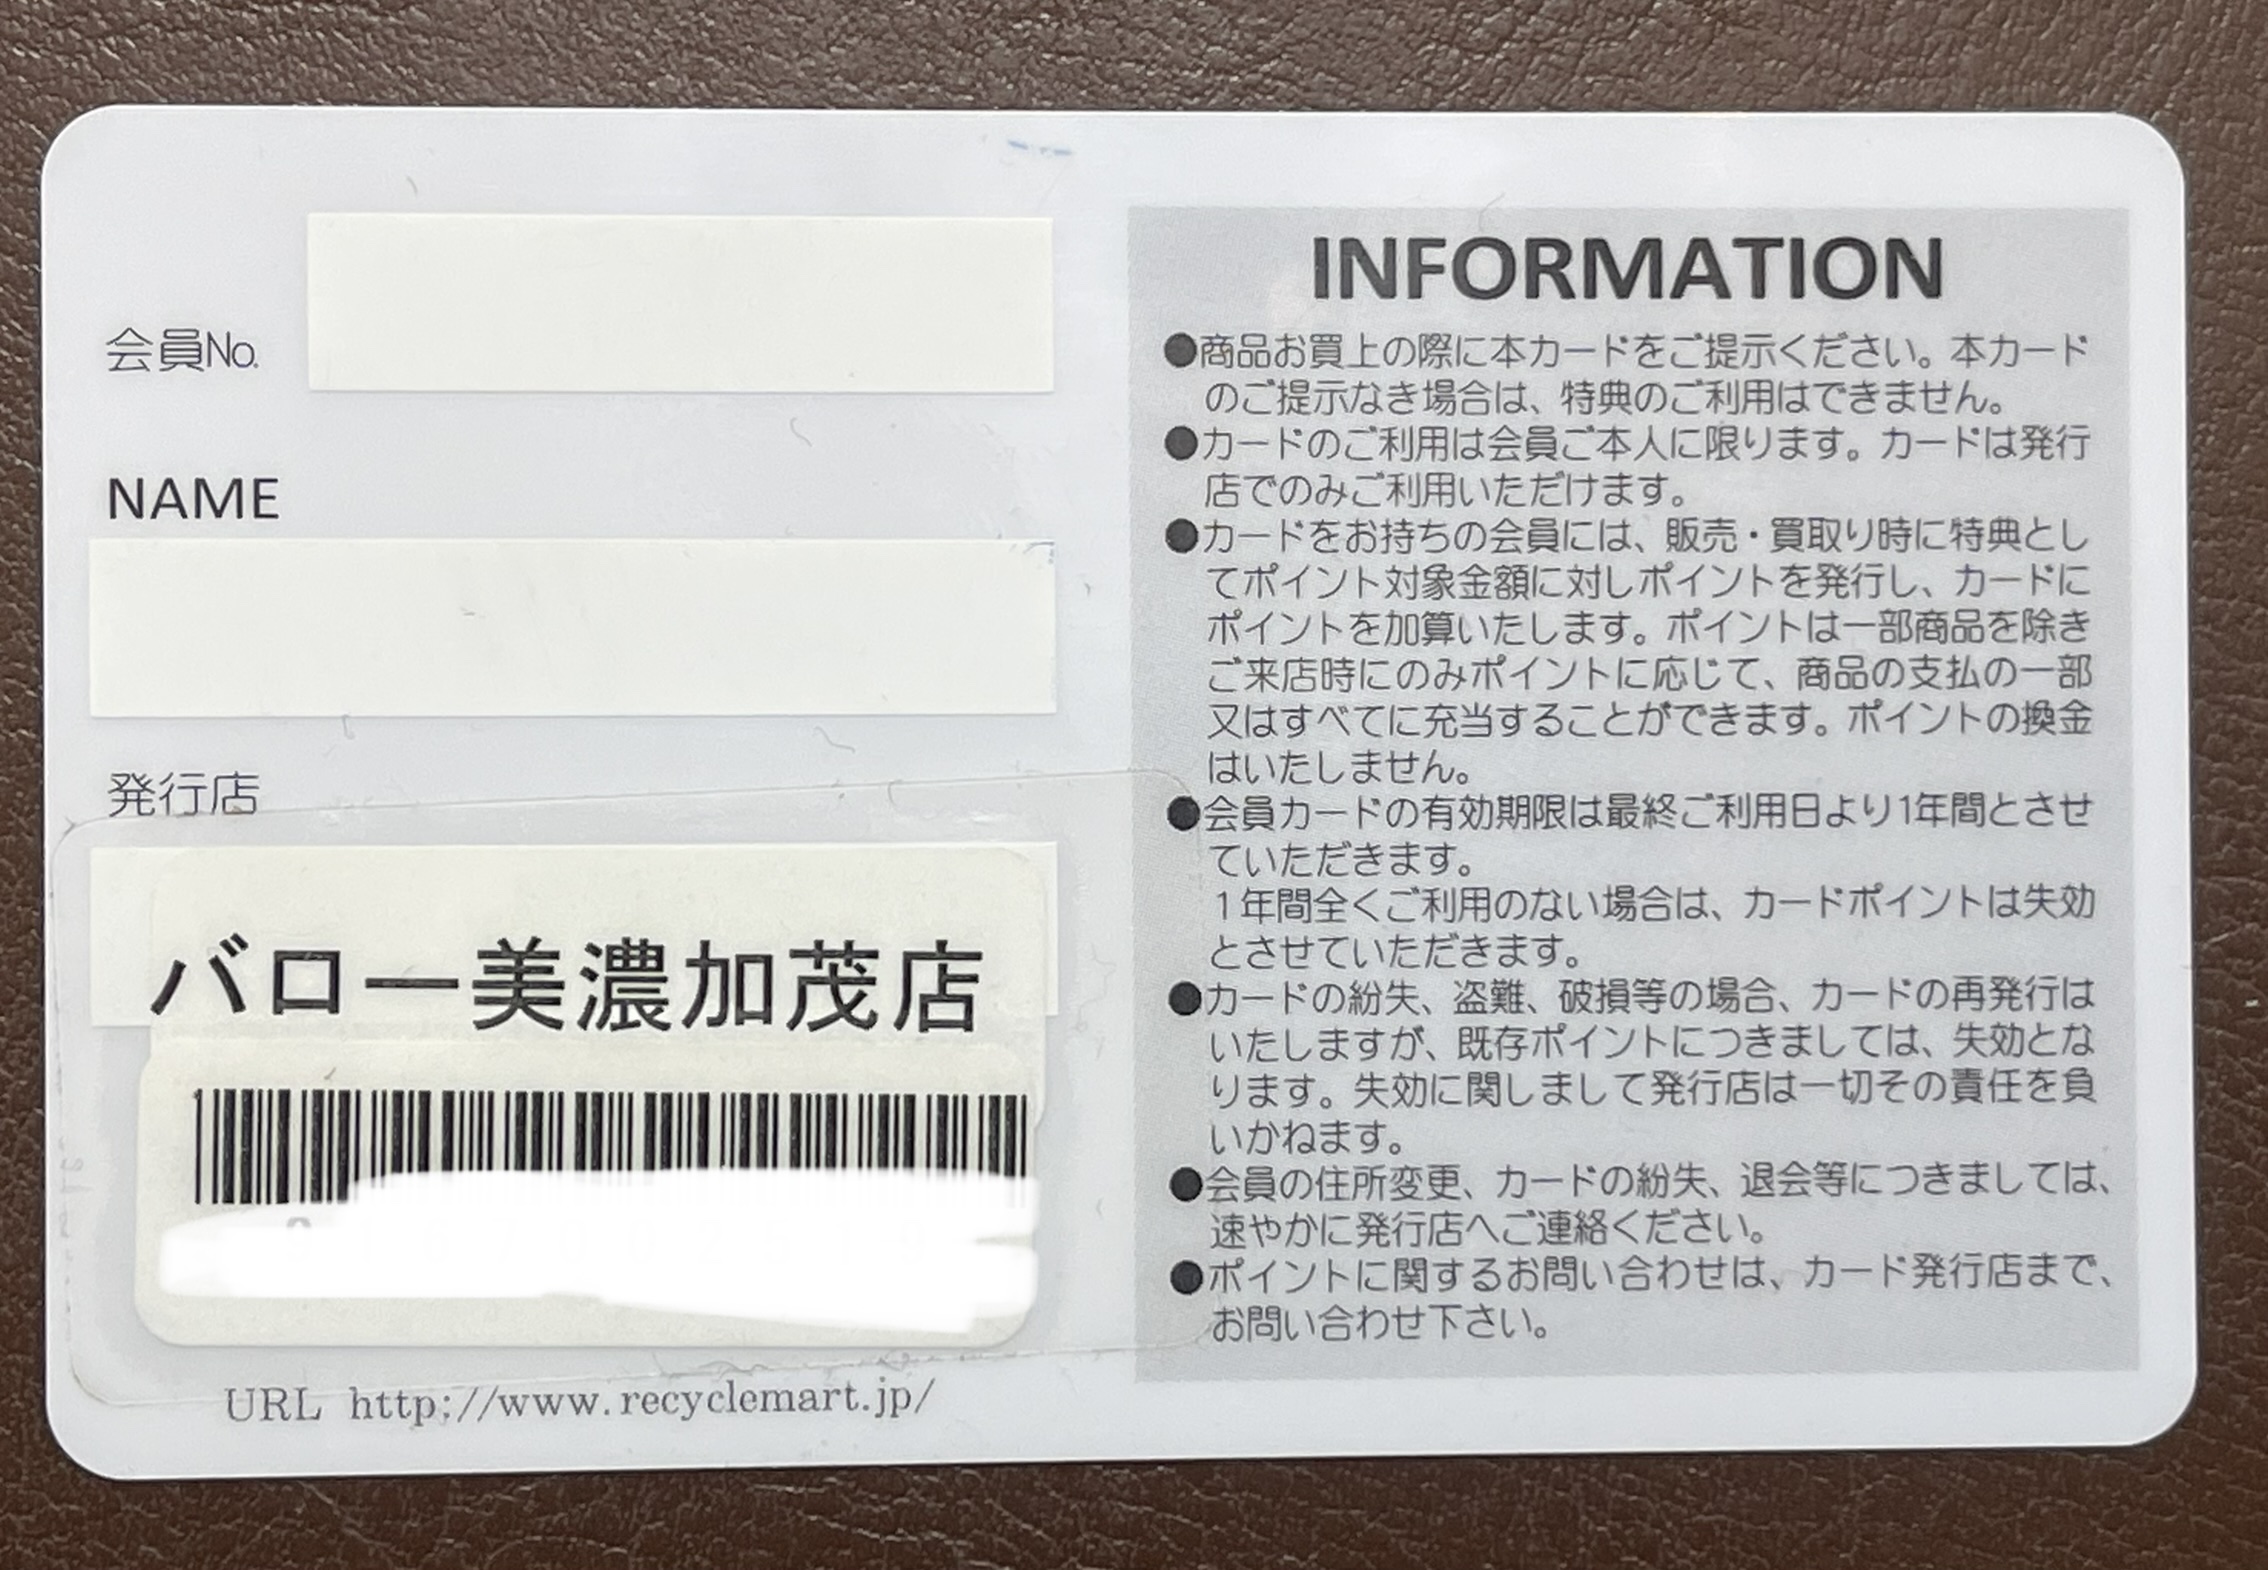 会員No.
NAME
発行店
バロー美濃加茂店
URL http://www.recyclemart.jp/
INFORMATION
●商品お買上の際に本カードをご提示ください。本カード
のご提示なき場合は、特典のご利用はできません。
●カードのご利用は会員ご本人に限ります。カードは発行
店でのみご利用いただけます。
●カードをお持ちの会員には、販売・買取り時に特典とし
てポイント対象金額に対しポイントを発行し、カードに
ポイントを加算いたします。ポイントは一部商品を除き
ご来店時にのみポイントに応じて、商品の支払の一部
又はすべてに充当することができます。ポイントの換金
はいたしません。
●会員カードの有効期限は最終ご利用日より1年間とさせ
ていただきます。
1年間全くご利用のない場合は、カードポイントは失効
とさせていただきます。
●カードの紛失、盗難、破損等の場合、カードの再発行は
いたしますが、既存ポイントにつきましては、失効とな
ります。失効に関しまして発行店は一切その責任を負
いかねます。
●会員の住所変更、カードの紛失、退会等につきましては、
速やかに発行店へご連絡ください。
●ポイントに関するお問い合わせは、カード発行店まで、
お問い合わせ下さい。